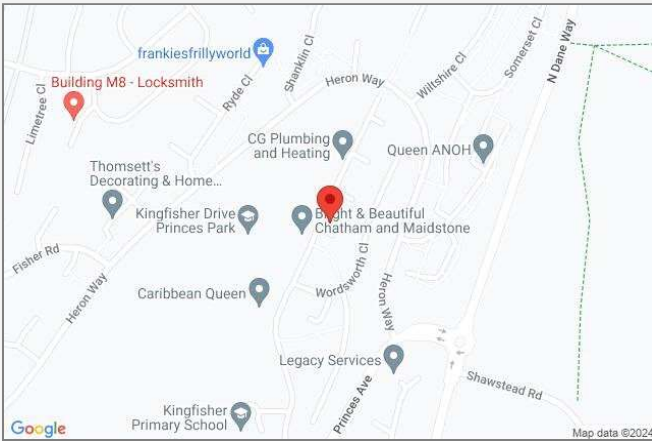 frankiesfrillyworld
Shanklin Cl
Somerset Cl
N Dane Way
Building M8 - Locksmith
Limetree Cl
Ryde Cl
Heron Way
Wiltshire Cl
CG Plumbing
and Heating
Queen ANOH
Thomsett's
Decorating & Home...
Kingfisher Drive
Princes Park
Bright & Beautiful
Chatham and Maidstone
Fisher Rd
Heron Way
Caribbean Queen
Wordsworth Cl
Heron Way
Legacy Services
Princes Ave
Shawstead Rd
Kingfisher
Primary School
Google
Map data ©2024